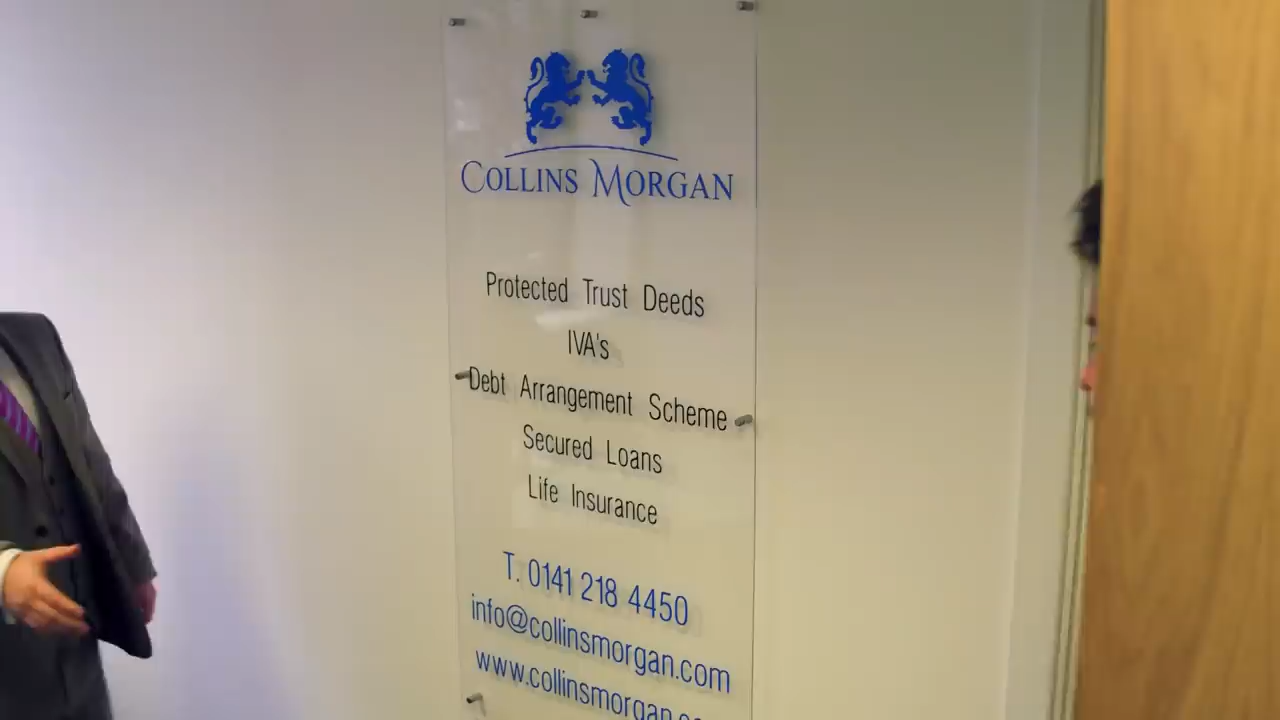 COLLINS MORGAN
Protected Trust Deeds
IVA's
Debt Arrangement Scheme
Secured Loans
Life Insurance
T. 0141 218 4450
info@collinsmorgan.com